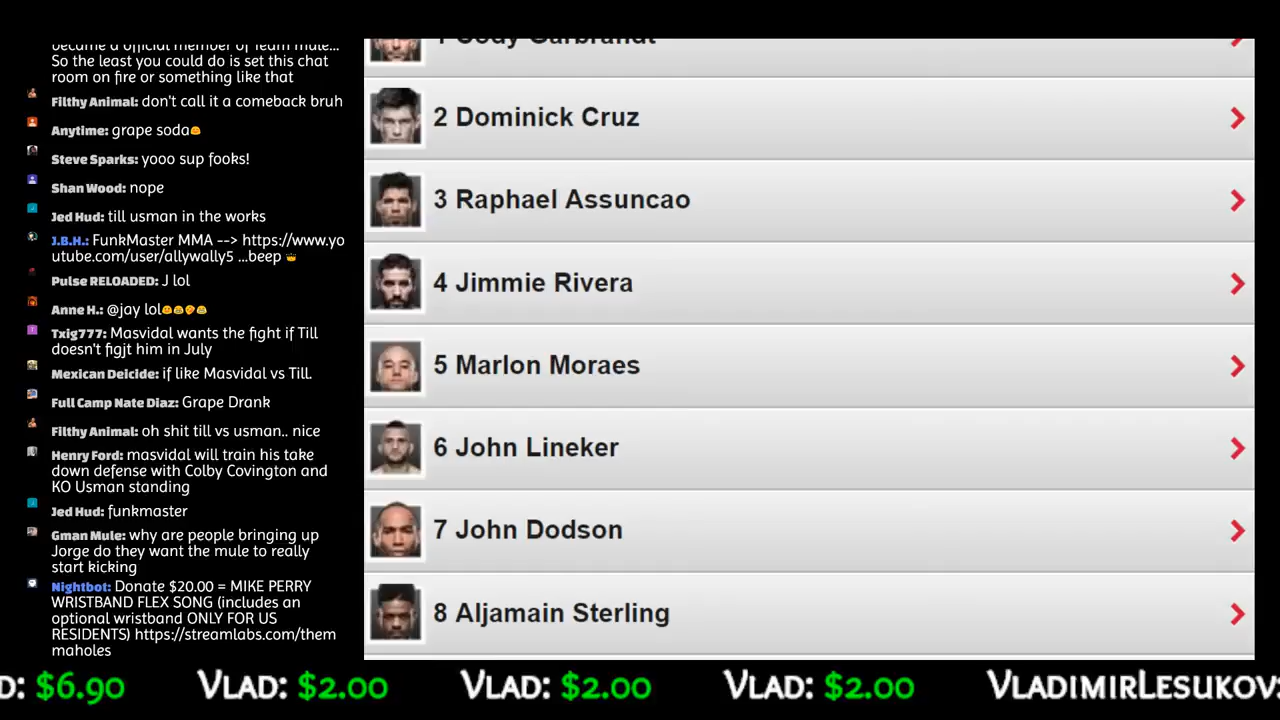 became a official member of Team mule...
So the least you could do is set this chat
room on fire or something like that
Filthy Animal: don't call it a comeback bruh
Anytime: grape soda
Steve Sparks: yooo sup fooks!
Shan Wood: nope
Jed Hud: till usman in the works
J.B.H.: FunkMaster MMA --> https://www.yo
utube.com/user/allywally5 ...beep
Pulse RELOADED: J lol
Anne H.: @jay lol
Txig777: Masvidal wants the fight if Till
doesn't figjt him in July
Mexican Deicide: if like Masvidal vs Till.
Full Camp Nate Diaz: Grape Drank
Filthy Animal: oh shit till vs usman.. nice
Henry Ford: masvidal will train his take
down defense with Colby Covington and
KO Usman standing
Jed Hud: funkmaster
Gman Mule: why are people bringing up
Jorge do they want the mule to really
start kicking
Nightbot: Donate $20.00 = MIKE PERRY
WRISTBAND FLEX SONG (includes an
optional wristband ONLY FOR US
RESIDENTS) https://streamlabs.com/them
maholes
1 Cody Garbrandt
2 Dominick Cruz
3 Raphael Assuncao
4 Jimmie Rivera
5 Marlon Moraes
6 John Lineker
7 John Dodson
8 Aljamain Sterling
D: $6.90 VLAD: $2.00 VLAD: $2.00 VLAD: $2.00 VLADIMIRLESUKOV: